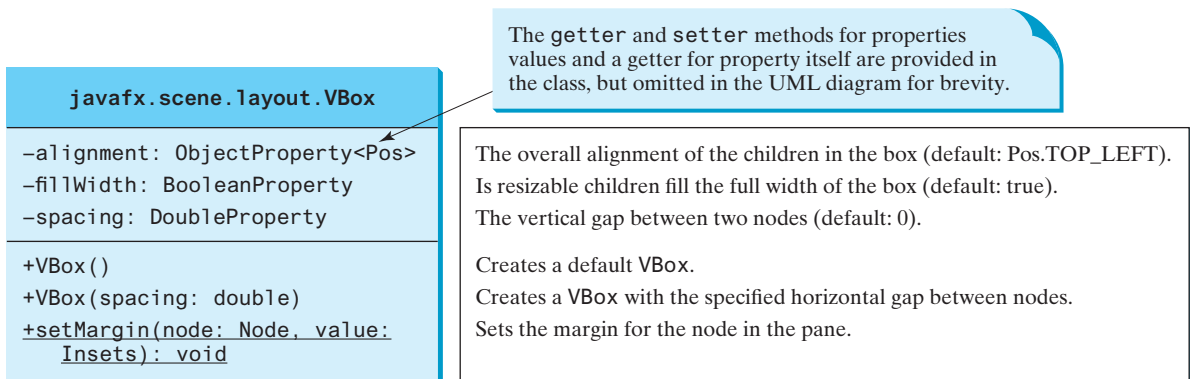 The getter and setter methods for properties
values and a getter for property itself are provided in
the class, but omitted in the UML diagram for brevity.
javafx.scene.layout.VBox
–alignment: ObjectProperty<Pos>
–fillWidth: BooleanProperty
–spacing: DoubleProperty
The overall alignment of the children in the box (default: Pos.TOP_LEFT).
Is resizable children fill the full width of the box (default: true).
The vertical gap between two nodes (default: 0).
+VBox()
+VBox(spacing: double)
+setMargin(node: Node, value:
Insets): void
Creates a default VBox.
Creates a VBox with the specified horizontal gap between nodes.
Sets the margin for the node in the pane.